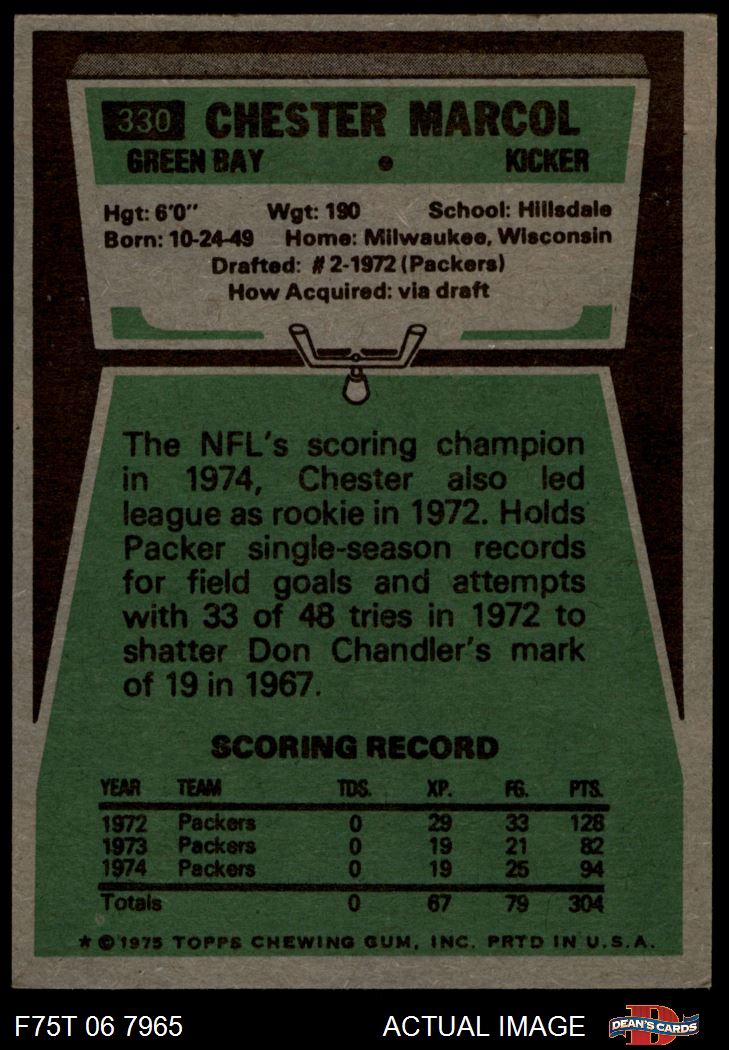 330 CHESTER MARCOL
GREEN BAY • KICKER
Hgt: 6'0" Wgt: 190 School: Hillsdale
Born: 10-24-49 Home: Milwaukee, Wisconsin
Drafted: #2-1972 (Packers)
How Acquired: via draft
The NFL's scoring champion
in 1974, Chester also led
league as rookie in 1972. Holds
Packer single-season records
for field goals and attempts
with 33 of 48 tries in 1972 to
shatter Don Chandler's mark
of 19 in 1967.
SCORING RECORD
YEAR TEAM TDS. XP. FG. PTS.
1972 Packers 0 29 33 128
1973 Packers 0 19 21 82
1974 Packers 0 19 25 94
Totals 0 67 79 304
★ © 1975 TOPPS CHEWING GUM, INC. PRTD IN U.S.A.
F75T 06 7965 ACTUAL IMAGE D DEAN'S CARDS